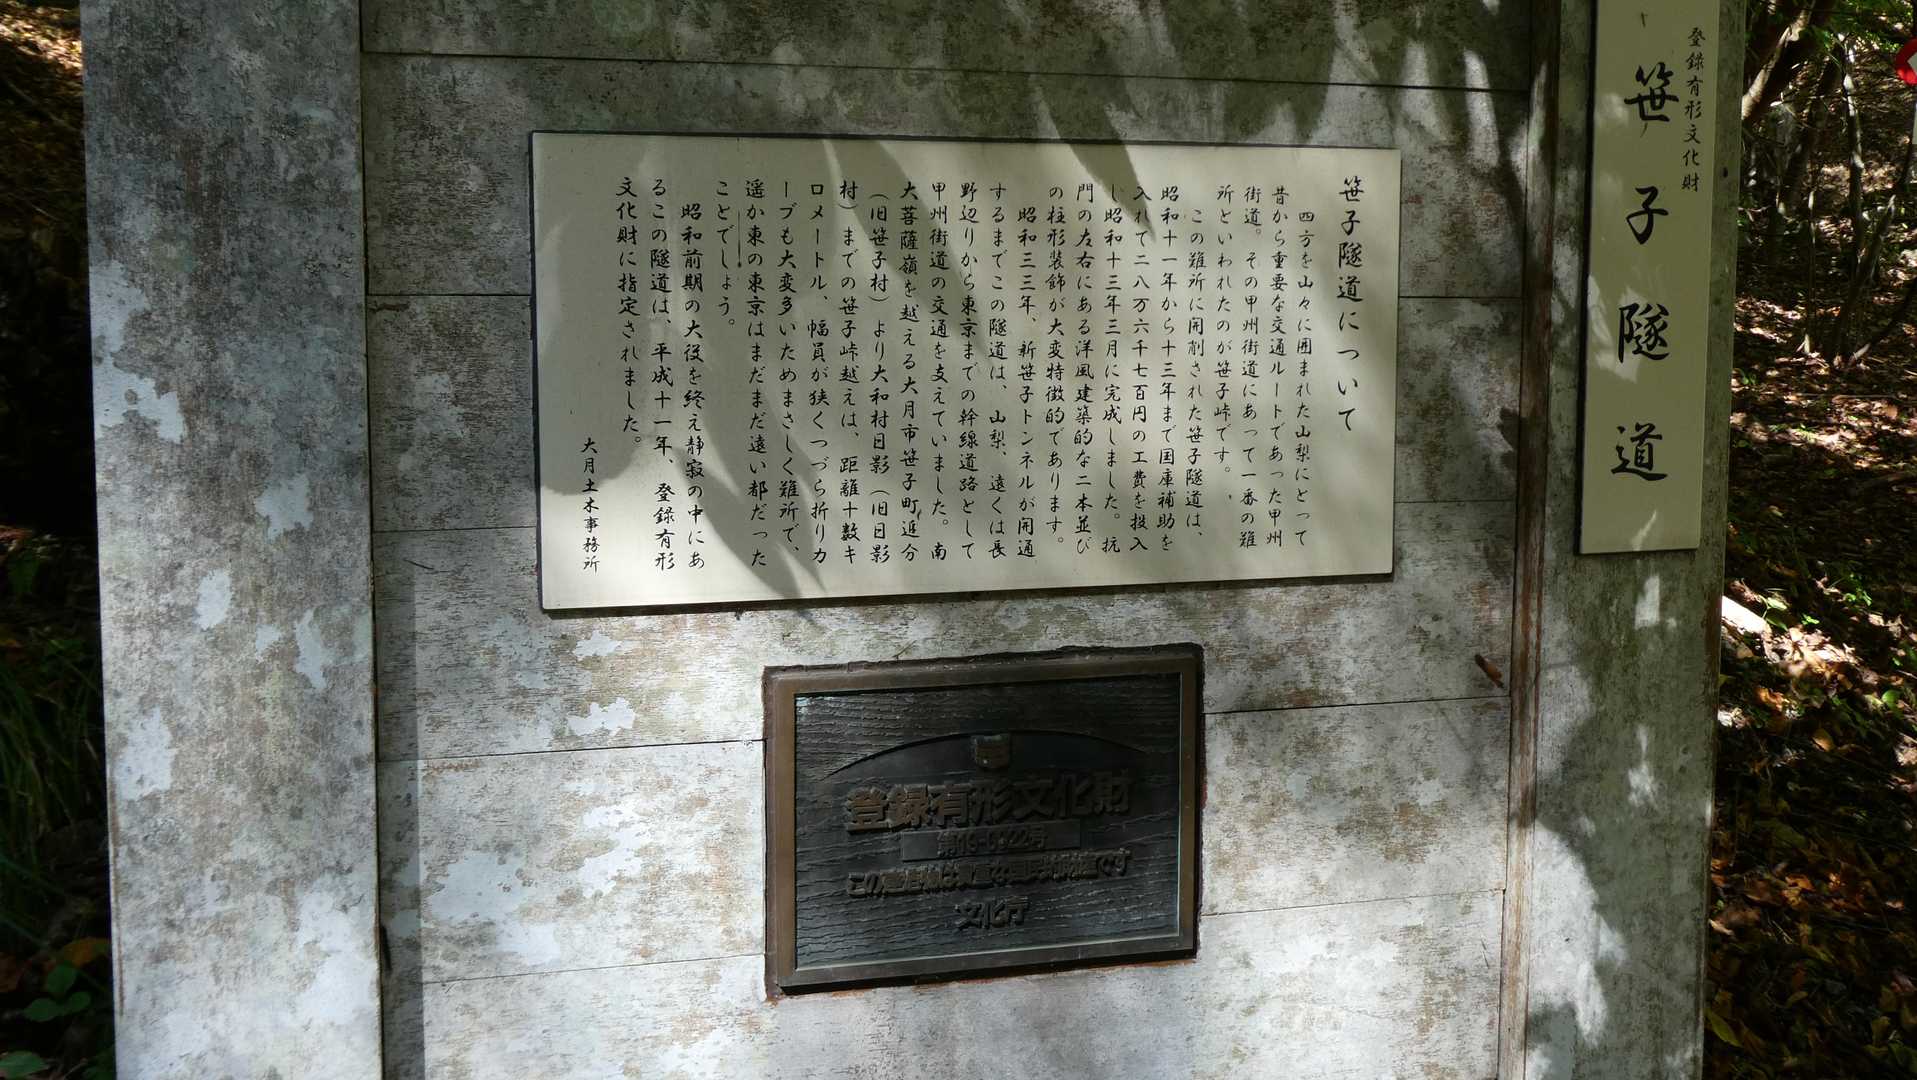 登録有形文化財
笹子隧道
笹子隧道について
四方を山々に囲まれた山梨にとって
昔から重要な交通ルートであった甲州
街道。その甲州街道にあって一番の難
所といわれたのが笹子峠です。
この難所に開削された笹子隧道は、
昭和十一年から十三年まで国庫補助を
入れて二八万六千七百円の工費を投入
し昭和十三年三月に完成しました。抗
門の左右にある洋風建築的な二本並び
の柱形装飾が大変特徴的であります。
昭和三三年、新笹子トンネルが開通
するまでこの隧道は、山梨、遠くは長
野辺りから東京までの幹線道路として
甲州街道の交通を支えていました。南
大菩薩嶺を越える大月市笹子町追分
（旧笹子村）より大和村日影（旧日影
村）までの笹子峠越えは、距離十数キ
ロメートル、幅員が狭くつづら折りカ
ーブも大変多いためまさしく難所で、
遥か東の東京はまだまだ遠い都だった
ことでしょう。
昭和前期の大役を終え静寂の中にあ
るこの隧道は、平成十一年、登録有形
文化財に指定されました。
大月土木事務所
登録有形文化財
この建造物は貴重な国民的財産です
文化庁